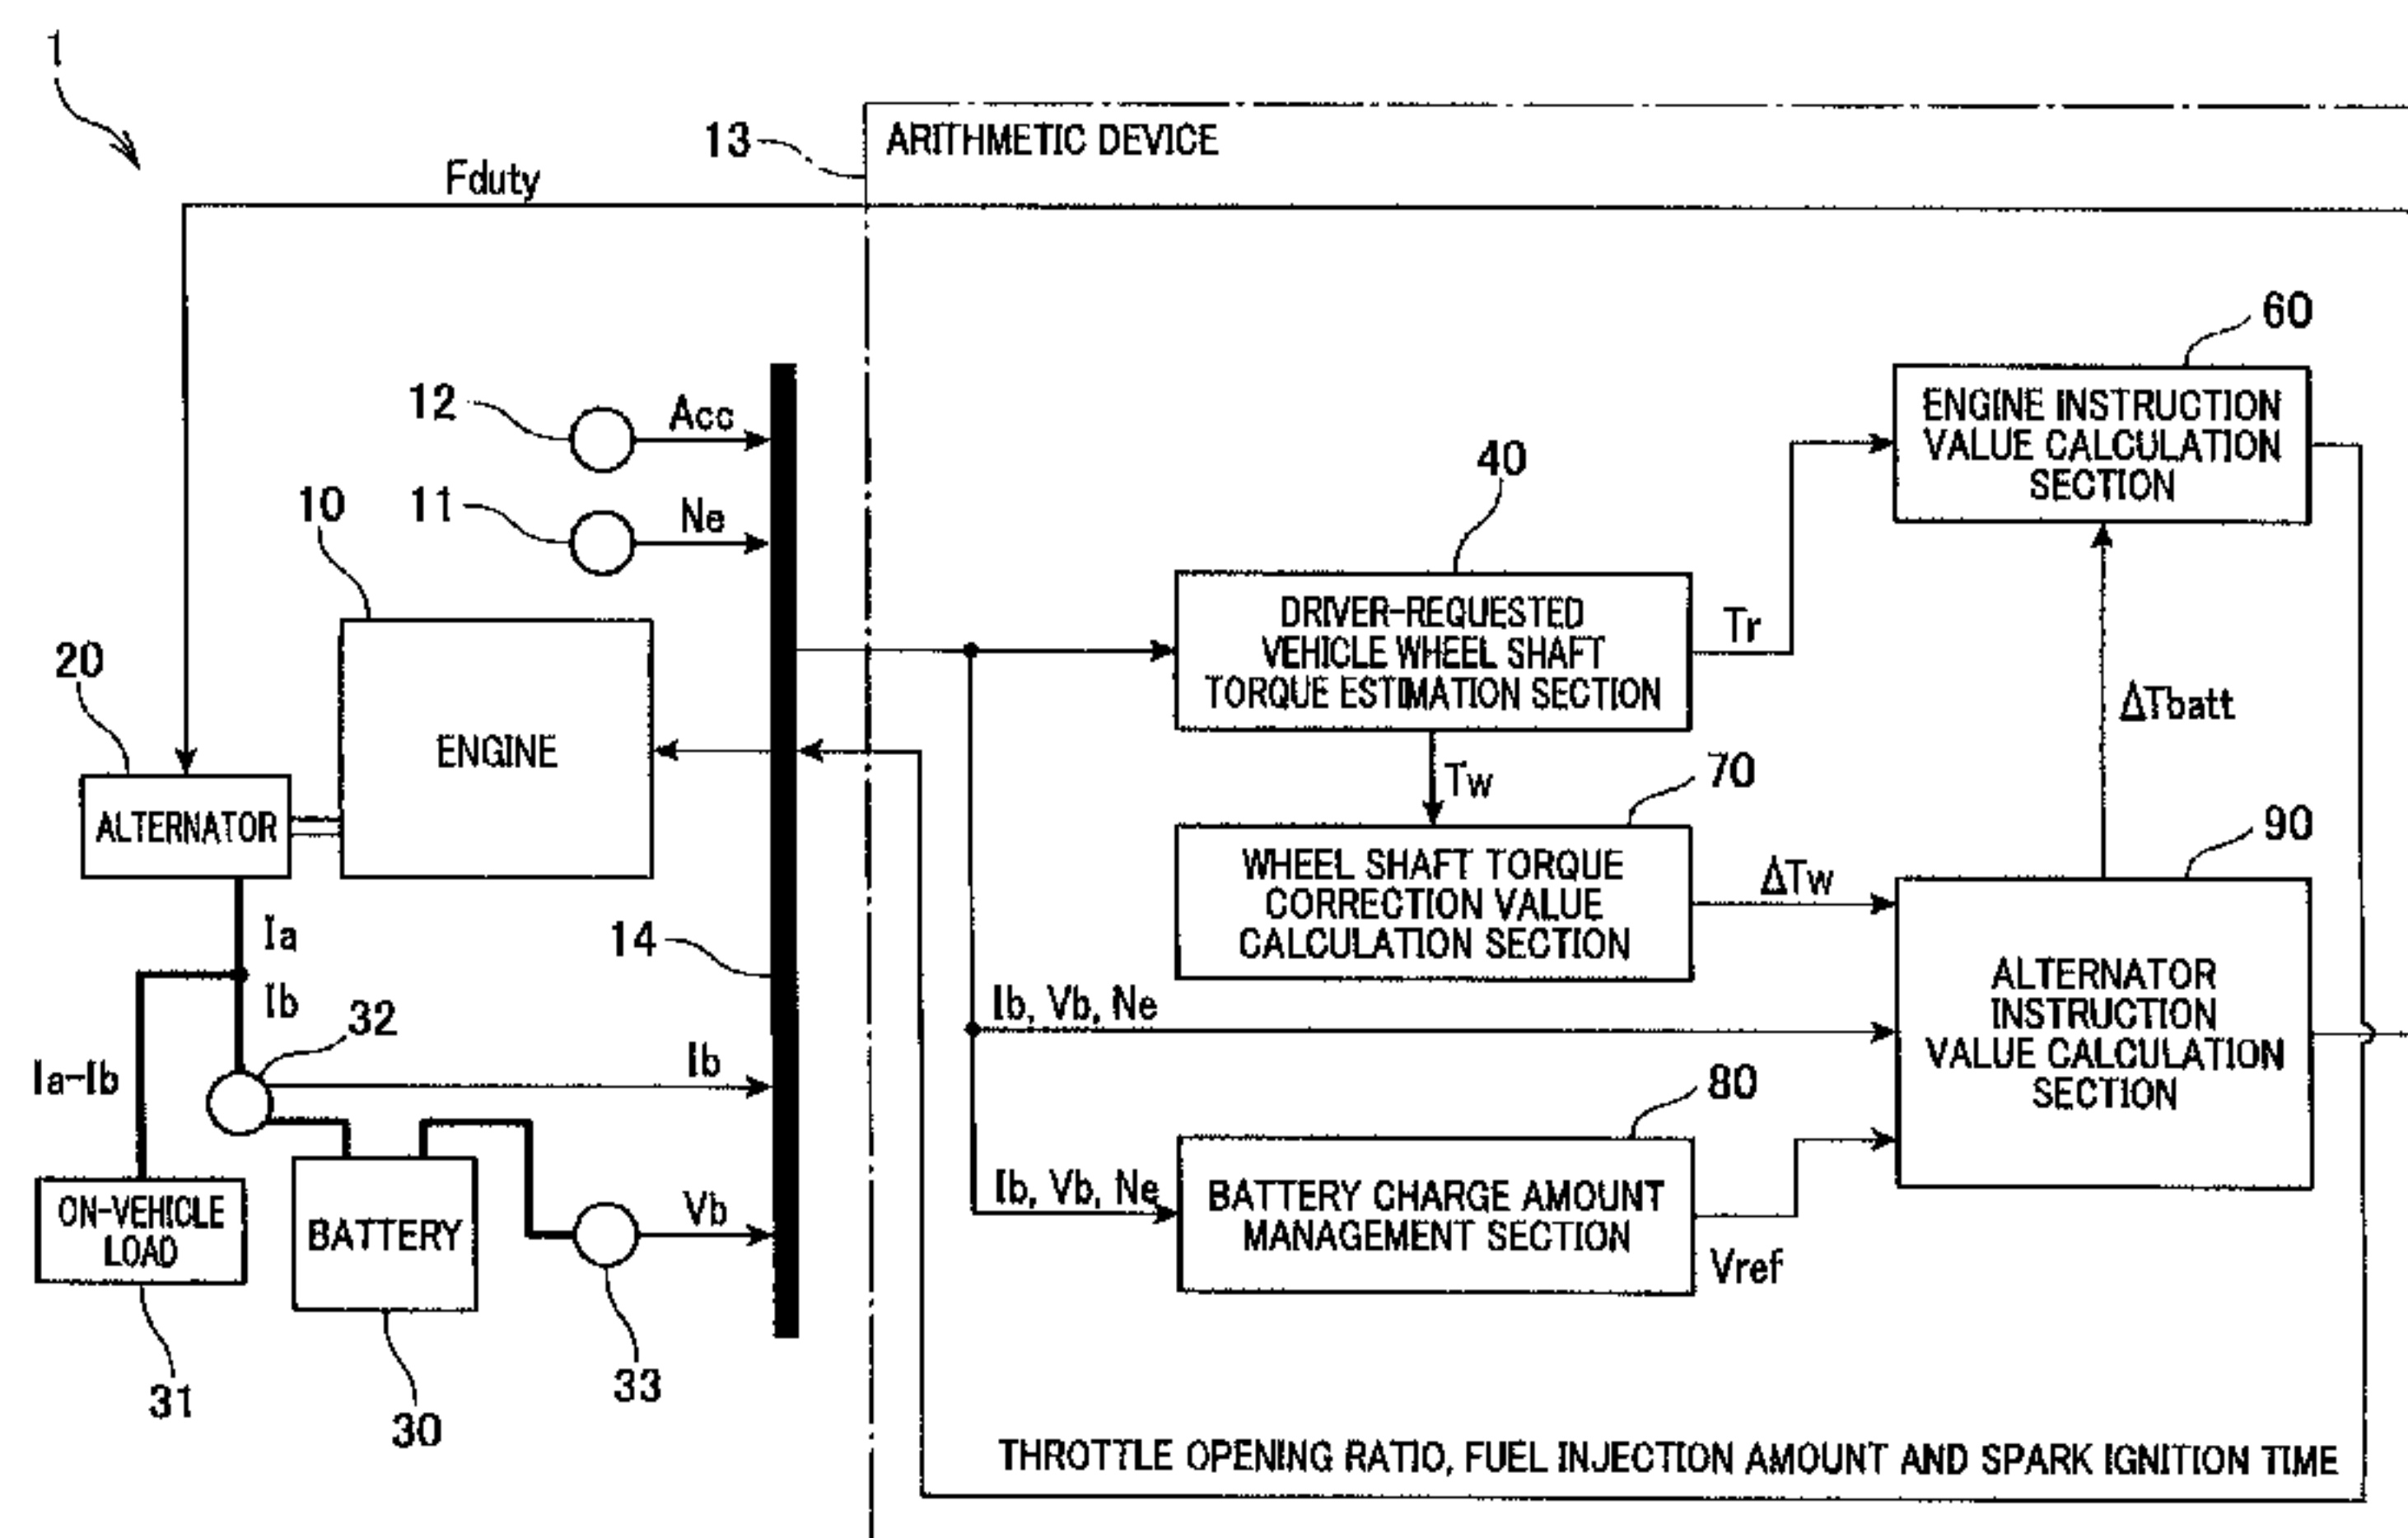 1
13
ARITHMETIC DEVICE
Fduty
60
12
Acc
ENGINE INSTRUCTION
VALUE CALCULATION
SECTION
40
10
11
Ne
DRIVER-REQUESTED
VEHICLE WHEEL SHAFT
TORQUE ESTIMATION SECTION
Tr
20
ΔTbatt
ENGINE
Tw
70
ALTERNATOR
90
WHEEL SHAFT TORQUE
CORRECTION VALUE
CALCULATION SECTION
ΔTw
Ia
14
Ib
32
Ib, Vb, Ne
ALTERNATOR
INSTRUCTION
VALUE CALCULATION
SECTION
Ia-Ib
Ib
80
ON-VEHICLE
LOAD
BATTERY
Vb
Ib, Vb, Ne
BATTERY CHARGE AMOUNT
MANAGEMENT SECTION
Vref
31
30
33
THROTTLE OPENING RATIO, FUEL INJECTION AMOUNT AND SPARK IGNITION TIME